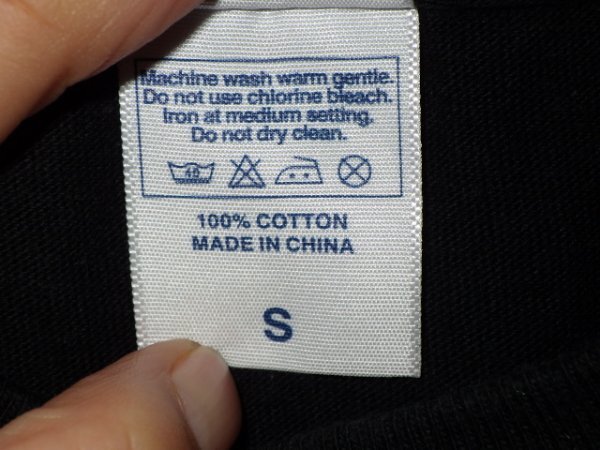 Machine wash warm gentle.
Do not use chlorine bleach.
Iron at medium setting.
Do not dry clean.
40
100% COTTON
MADE IN CHINA
S